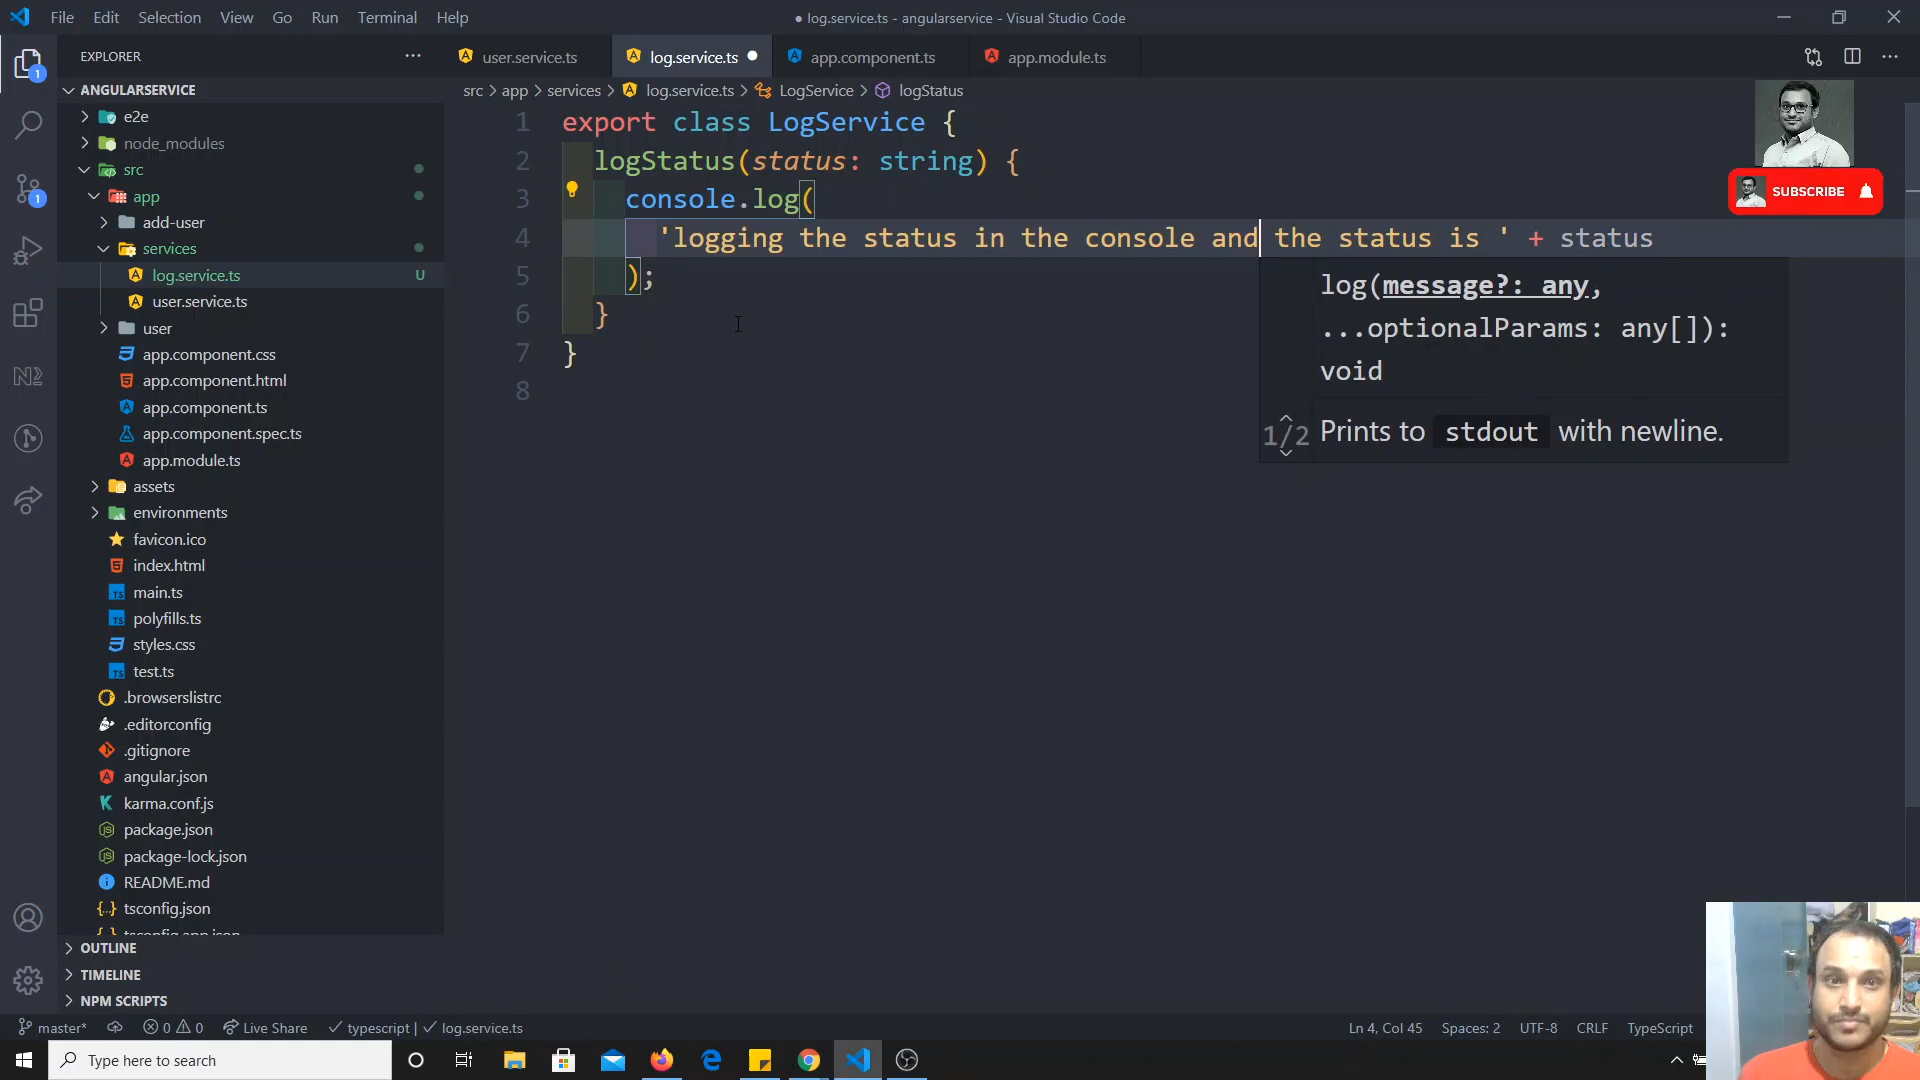 File Edit Selection View Go Run Terminal Help
● log.service.ts - angularservice - Visual Studio Code
EXPLORER ···
user.service.ts log.service.ts ● app.component.ts app.module.ts
ANGULARSERVICE
src > app > services > log.service.ts > LogService > logStatus
e2e
node_modules
src
app
add-user
services
log.service.ts U
user.service.ts
user
app.component.css
app.component.html
app.component.ts
app.component.spec.ts
app.module.ts
assets
environments
favicon.ico
index.html
main.ts
polyfills.ts
styles.css
test.ts
.browserslistrc
.editorconfig
.gitignore
angular.json
karma.conf.js
package.json
package-lock.json
README.md
tsconfig.json
tsconfig.app.json
OUTLINE
TIMELINE
NPM SCRIPTS
1 export class LogService {
2 logStatus(status: string) {
3 console.log(
4 'logging the status in the console and the status is ' + status
5 );
6 }
7 }
8
log(message?: any,
...optionalParams: any[]):
void
1/2 Prints to stdout with newline.
SUBSCRIBE
1
1
master* 0 0 Live Share typescript | log.service.ts
Ln 4, Col 45 Spaces: 2 UTF-8 CRLF TypeScript
Type here to search